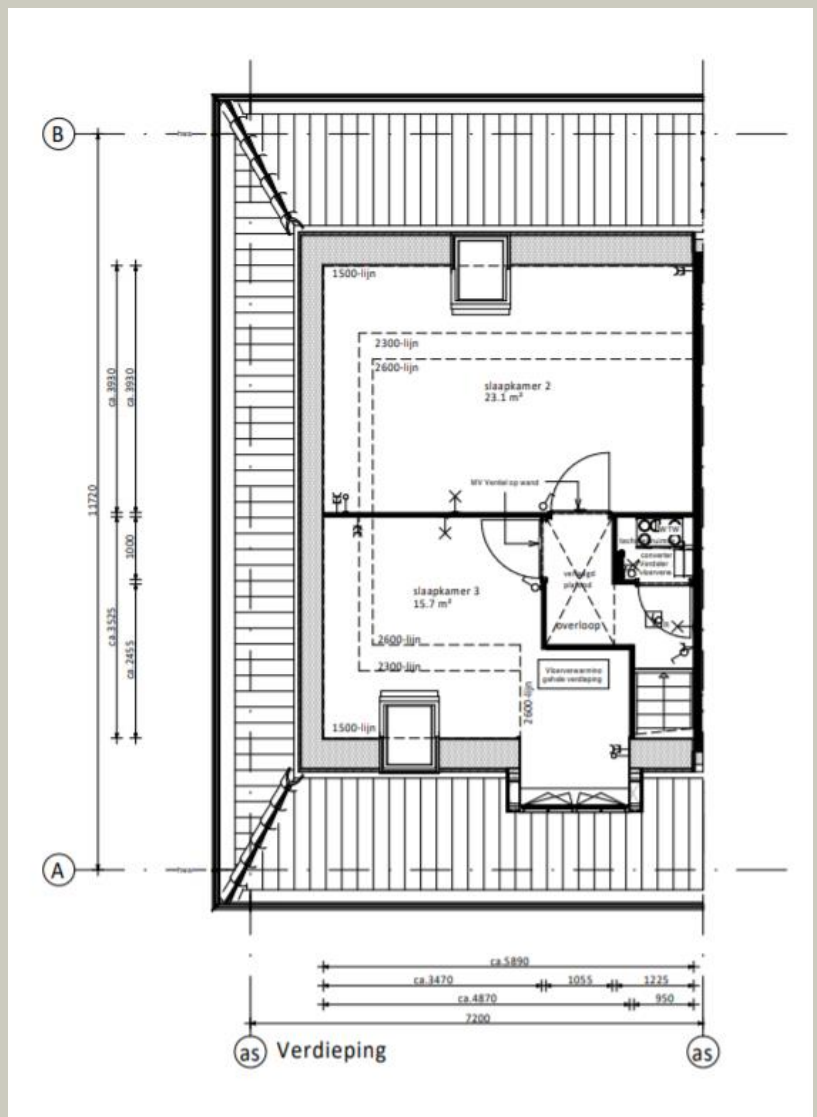 B
1500-lijn
2300-lijn
2600-lijn
slaapkamer 2
23.1 m²
ca.3930
ca.3930
11720
MV Ventiel op wand
1000
WTW
converter
Verdeler
vloerverw.
verlaagd
plafond
slaapkamer 3
15.7 m²
overloop
ca.3525
ca.2455
2600-lijn
2300-lijn
Vloerverwarming
gehele verdieping
2600-lijn
1500-lijn
A
ca.5890
ca.3470
1055
1225
ca.4870
950
7200
as
Verdieping
as